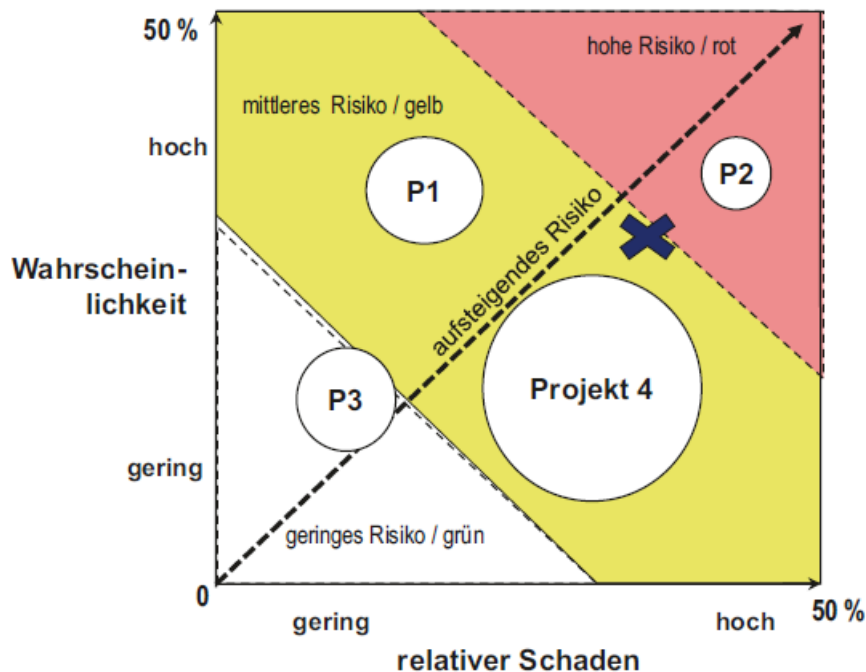 50 %
hohe Risiko / rot
mittleres Risiko / gelb
hoch
P1
P2
aufsteigendes Risiko
Wahrschein-
lichkeit
P3
Projekt 4
gering
geringes Risiko / grün
0
50 %
gering
hoch
relativer Schaden